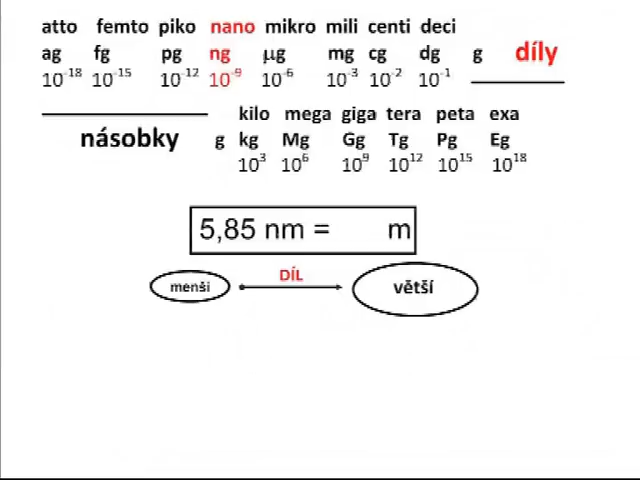 atto femto piko nano mikro mili centi deci
ag fg pg ng μg mg cg dg g díly
10⁻¹⁸ 10⁻¹⁵ 10⁻¹² 10⁻⁹ 10⁻⁶ 10⁻³ 10⁻² 10⁻¹
kilo mega giga tera peta exa
násobky g kg Mg Gg Tg Pg Eg
10³ 10⁶ 10⁹ 10¹² 10¹⁵ 10¹⁸
5,85 nm = m
DÍL
menší větší